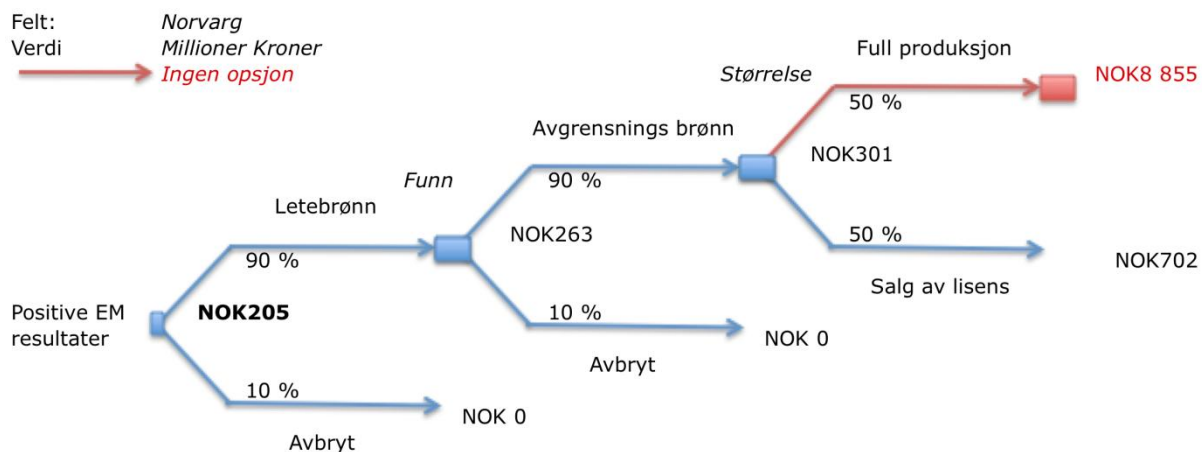 Felt: Norvarg
Verdi Millioner Kroner
Ingen opsjon
Full produksjon
Størrelse
NOK8 855
50 %
Avgrensnings brønn
NOK301
Funn
90 %
Letebrønn
NOK263
50 %
90 %
NOK702
Salg av lisens
Positive EM
resultater
NOK205
10 %
NOK 0
Avbryt
10 %
NOK 0
Avbryt